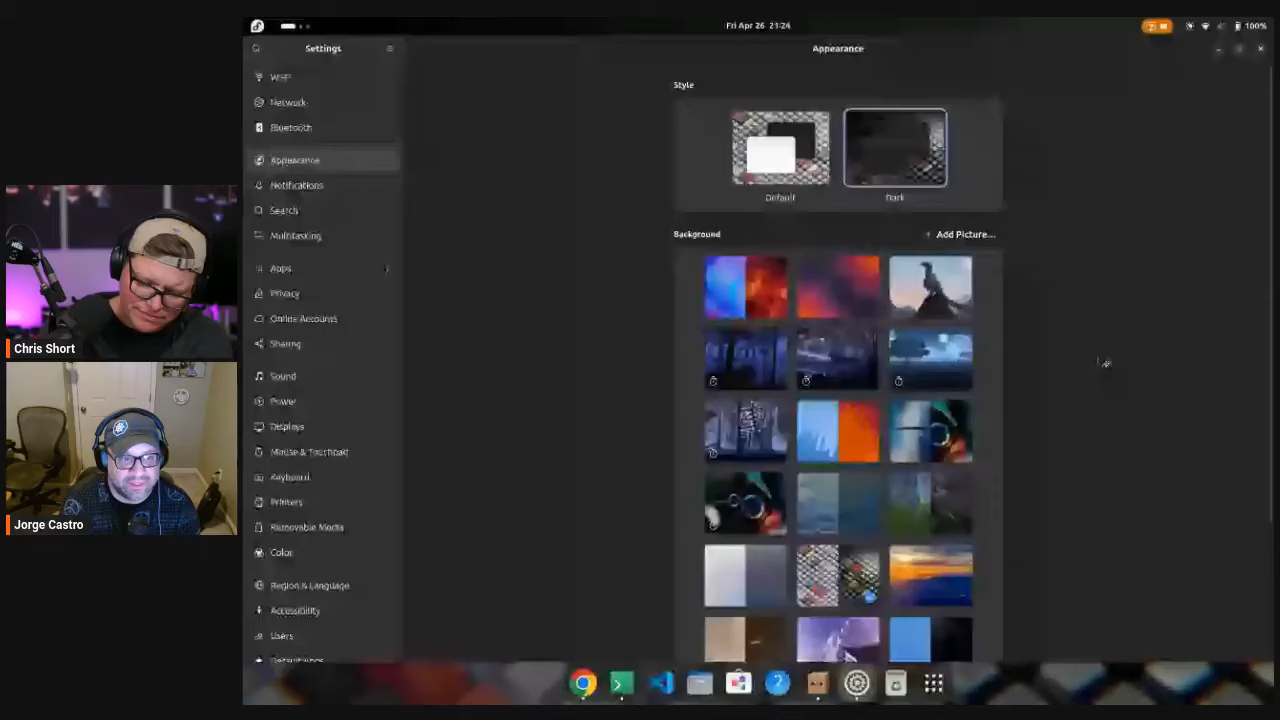 Fri Apr 26 21:24
100%
Settings
Appearance
Wi-Fi
Network
Bluetooth
Appearance
Notifications
Search
Multitasking
Apps
Privacy
Online Accounts
Sharing
Sound
Power
Displays
Mouse & Touchpad
Keyboard
Printers
Removable Media
Color
Region & Language
Accessibility
Users
Style
Default
Dark
Background
+ Add Picture...
Chris Short
Jorge Castro